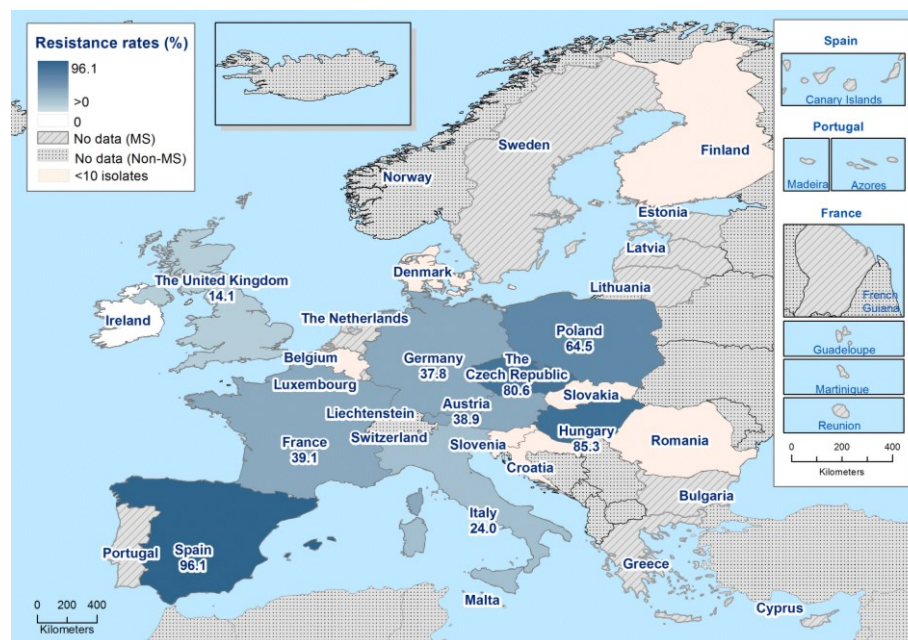 Resistance rates (%)
96.1
>0
0
No data (MS)
No data (Non-MS)
<10 isolates
Spain
Canary Islands
Portugal
Madeira
Azores
France
French
Guiana
Guadeloupe
Martinique
Reunion
0 200 400
Kilometers
Sweden
Finland
Norway
Estonia
Latvia
Denmark
Lithuania
The United Kingdom
14.1
Ireland
The Netherlands
Poland
64.5
Belgium
Germany
37.8
The
Czech Republic
80.6
Luxembourg
Slovakia
Austria
38.9
Liechtenstein
Switzerland
Hungary
85.3
Romania
France
39.1
Slovenia
Croatia
Bulgaria
Italy
24.0
Portugal
Spain
96.1
Greece
Malta
Cyprus
0 200 400
Kilometers